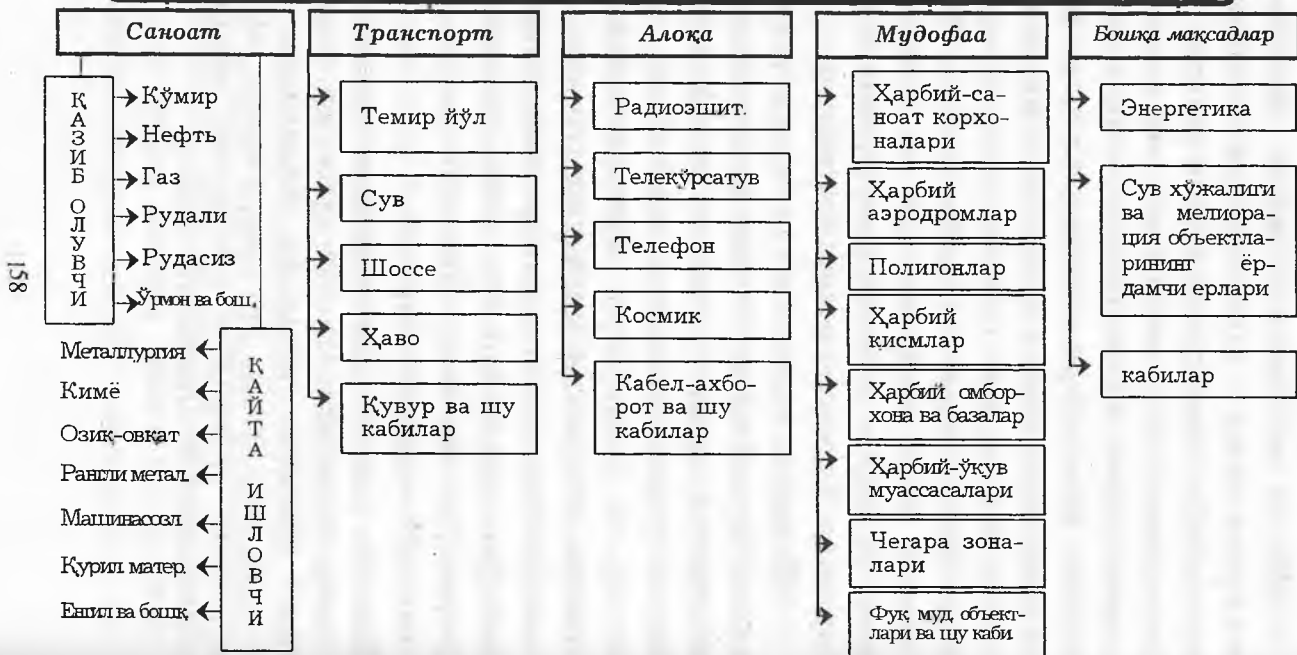 Саноат
ҚАЗИБ ОЛУВЧИ
Кўмир
Нефть
Газ
Рудали
Рудасиз
Ўрмон ва бош.
ҚАЙТА ИШЛОВЧИ
Металлургия
Кимё
Озиқ-овқат
Рангли метал.
Машинасозл.
Қурил. матер.
Енгил ва бошқ.
Транспорт
Темир йўл
Сув
Шоссе
Ҳаво
Қувур ва шу
кабилар
Алоқа
Радиоэшит.
Телекўрсатув
Телефон
Космик
Кабел-ахбо-
рот ва шу
кабилар
Мудофаа
Ҳарбий-са-
ноат корхо-
налари
Ҳарбий
аэродромлар
Полигонлар
Ҳарбий
қисмлар
Ҳарбий омбор-
хона ва базалар
Ҳарбий-ўқув
муассасалари
Чегара зона-
лари
Фуқ. муд. объект-
лари ва шу каби
Бошқа мақсадлар
Энергетика
Сув хўжалиги
ва мелиора-
ция объектла-
рининг ёр-
дамчи ерлари
кабилар
158